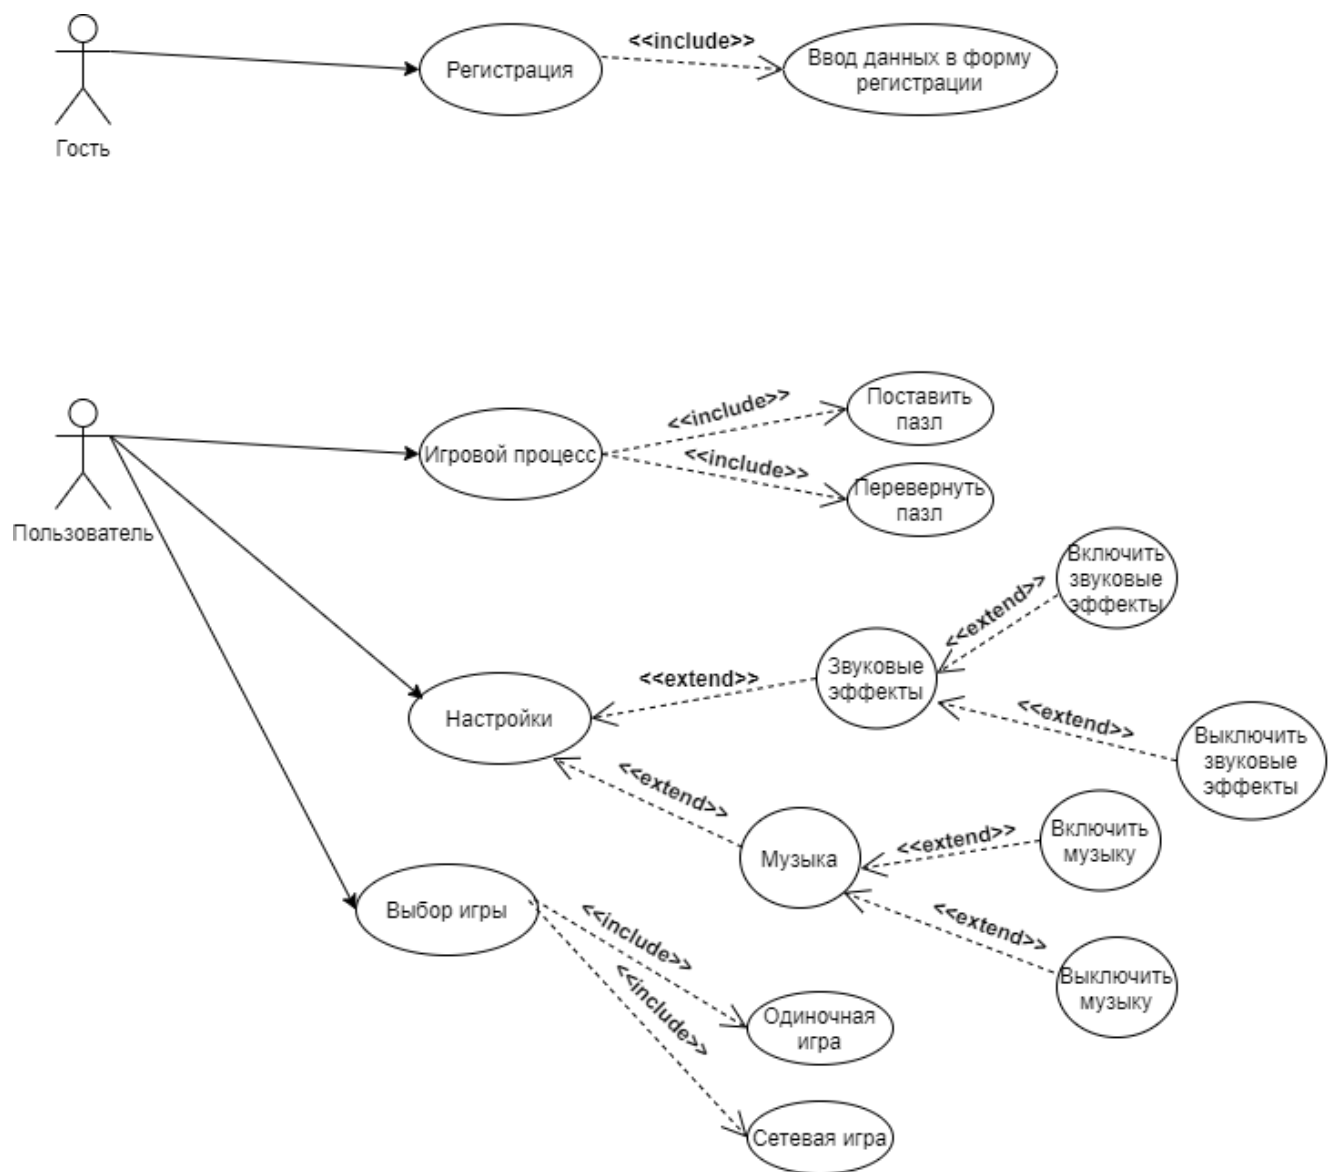 <<include>>
Регистрация
Ввод данных в форму
регистрации
Гость
<<include>>
Поставить
пазл
Игровой процесс
<<include>>
Перевернуть
пазл
Пользователь
Включить
звуковые
эффекты
<<extend>>
Звуковые
эффекты
<<extend>>
Настройки
<<extend>>
Выключить
звуковые
эффекты
<<extend>>
Музыка
<<extend>>
Включить
музыку
<<extend>>
Выключить
музыку
Выбор игры
<<include>>
<<include>>
Одиночная
игра
Сетевая игра